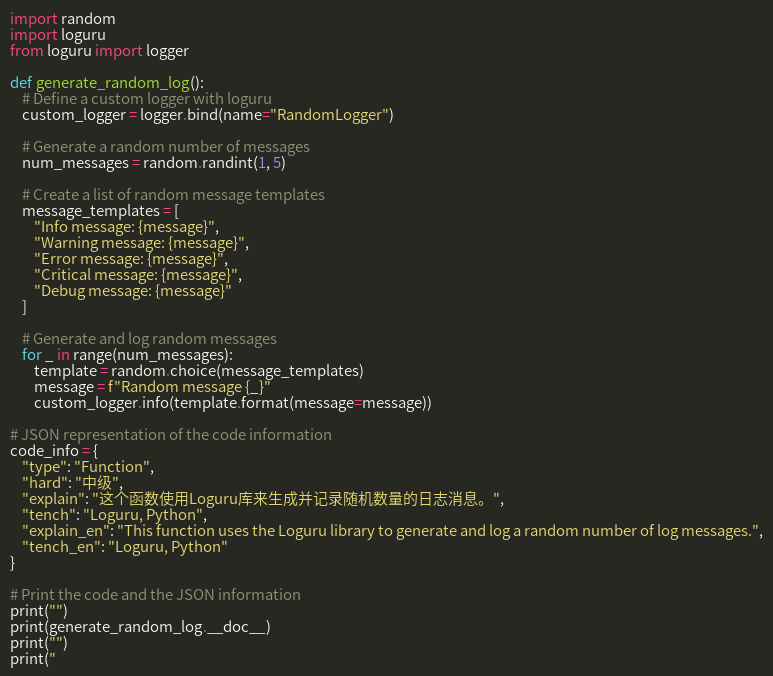 import random
import loguru
from loguru import logger

def generate_random_log():
    # Define a custom logger with loguru
    custom_logger = logger.bind(name="RandomLogger")

    # Generate a random number of messages
    num_messages = random.randint(1, 5)

    # Create a list of random message templates
    message_templates = [
        "Info message: {message}",
        "Warning message: {message}",
        "Error message: {message}",
        "Critical message: {message}",
        "Debug message: {message}"
    ]

    # Generate and log random messages
    for _ in range(num_messages):
        template = random.choice(message_templates)
        message = f"Random message {_}"
        custom_logger.info(template.format(message=message))

# JSON representation of the code information
code_info = {
    "type": "Function",
    "hard": "中级",
    "explain": "这个函数使用Loguru库来生成并记录随机数量的日志消息。",
    "tench": "Loguru, Python",
    "explain_en": "This function uses the Loguru library to generate and log a random number of log messages.",
    "tench_en": "Loguru, Python"
}

# Print the code and the JSON information
print("")
print(generate_random_log.__doc__)
print("")
print("